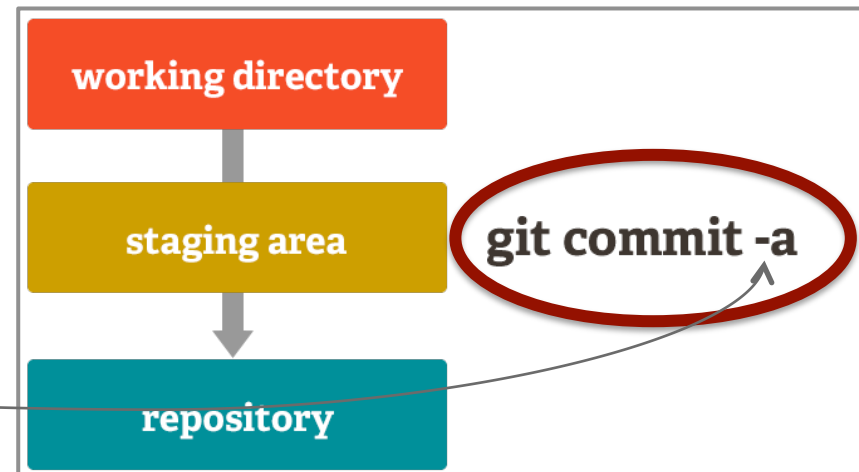 working directory
staging area
git commit -a
repository